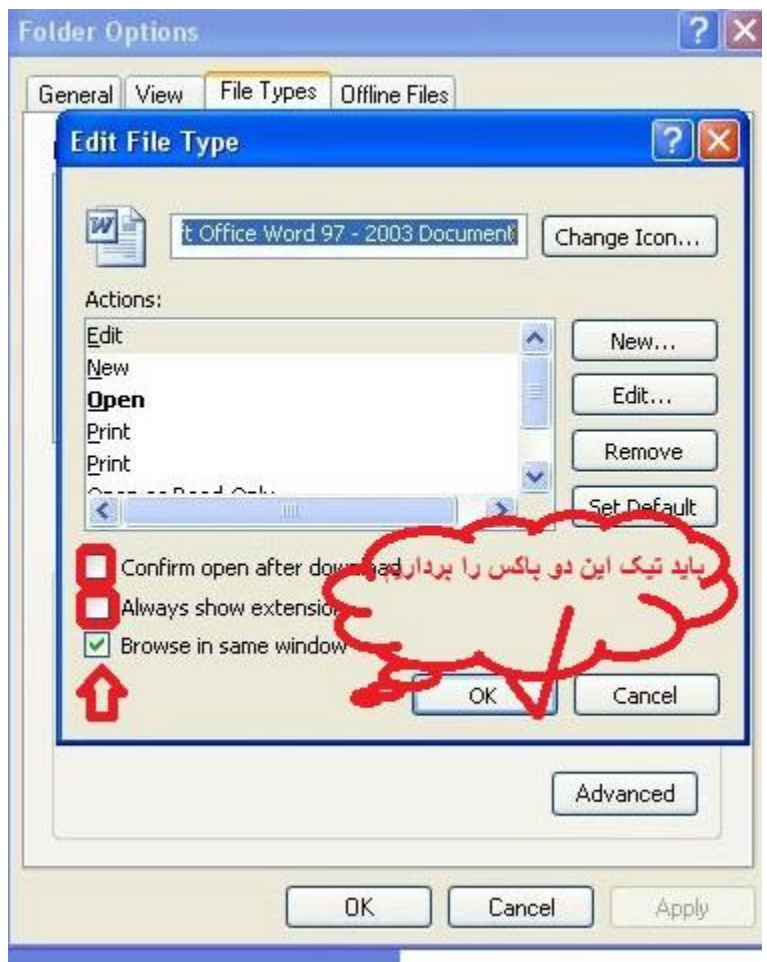 Folder Options
General View File Types Offline Files
Edit File Type
t Office Word 97 - 2003 Document
Change Icon...
Actions:
Edit
New
Open
Print
Print
New...
Edit...
Remove
Set Default
Confirm open after download
باید تیک این دو باکس را برداریم
Always show extension
Browse in same window
OK Cancel
Advanced
OK Cancel Apply